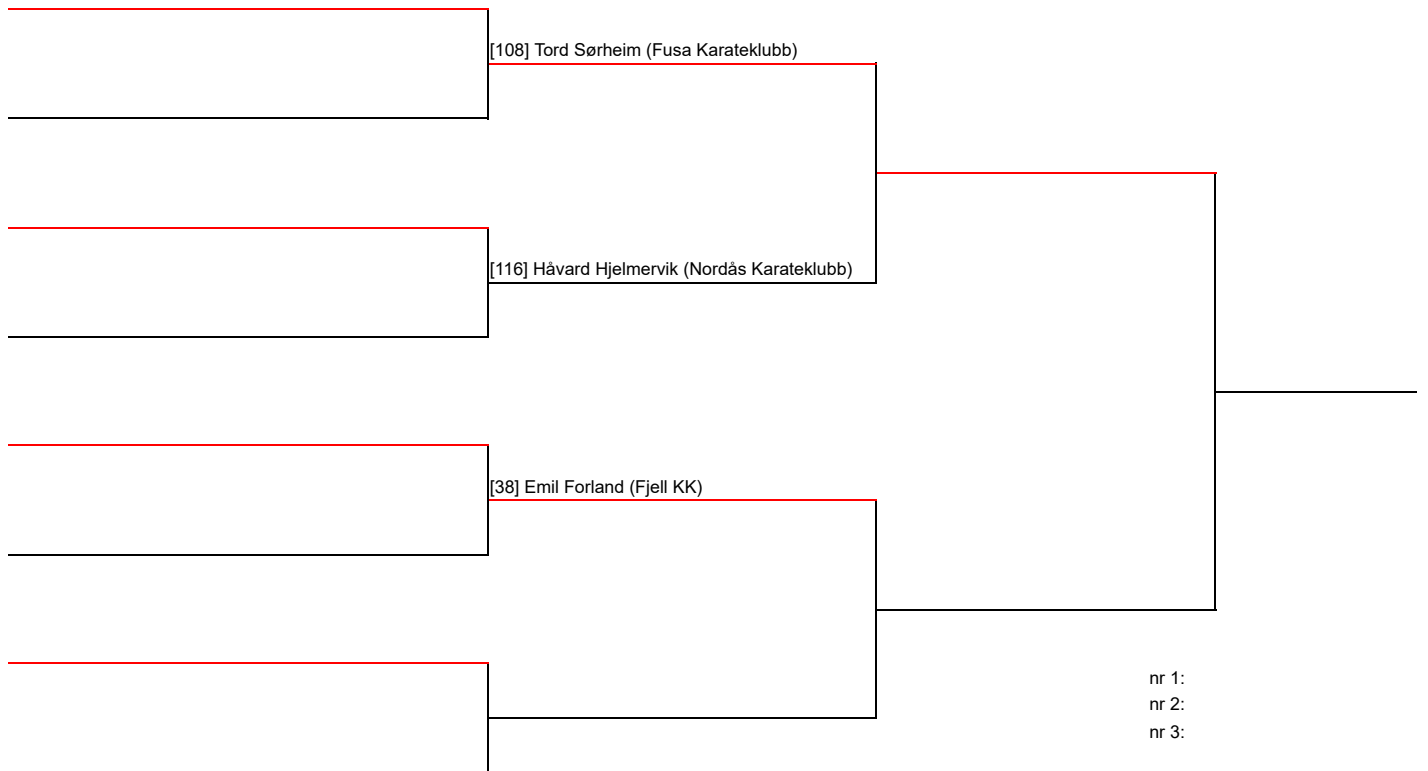 [108] Tord Sørheim (Fusa Karateklubb)
[116] Håvard Hjelmervik (Nordås Karateklubb)
[38] Emil Forland (Fjell KK)
nr 1:
nr 2:
nr 3: